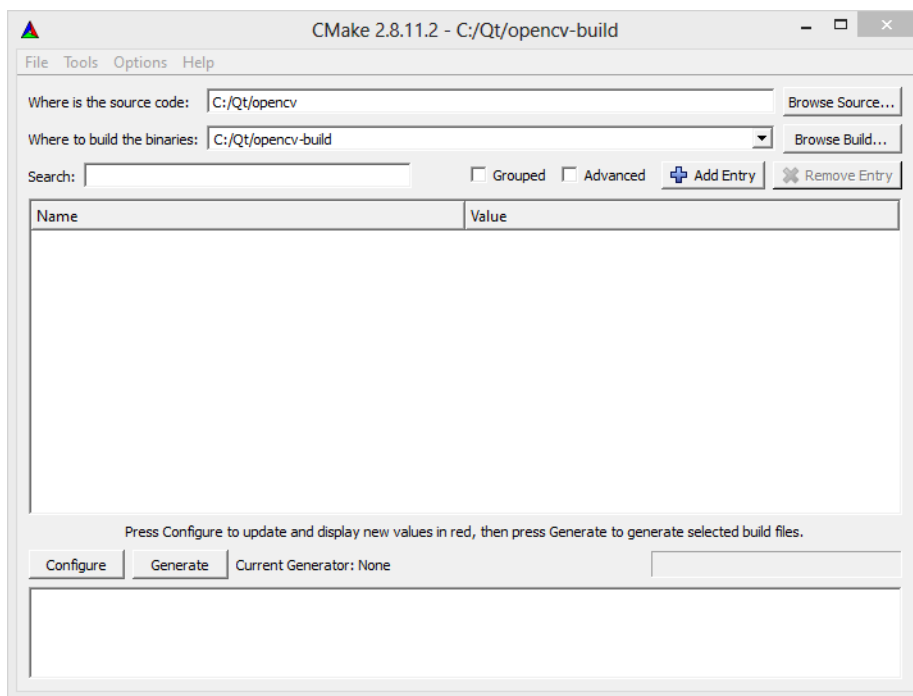 CMake 2.8.11.2 - C:/Qt/opencv-build
File Tools Options Help
Where is the source code: C:/Qt/opencv Browse Source...
Where to build the binaries: C:/Qt/opencv-build Browse Build...
Search: Grouped Advanced Add Entry Remove Entry
Name Value
Press Configure to update and display new values in red, then press Generate to generate selected build files.
Configure Generate Current Generator: None